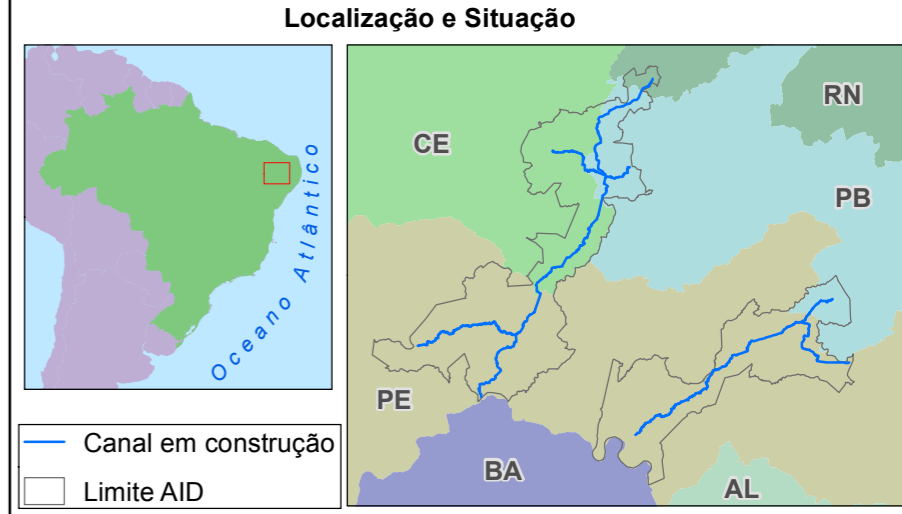 Localização e Situação
Oceano Atlântico
CE
RN
PB
PE
BA
AL
Canal em construção
Limite AID